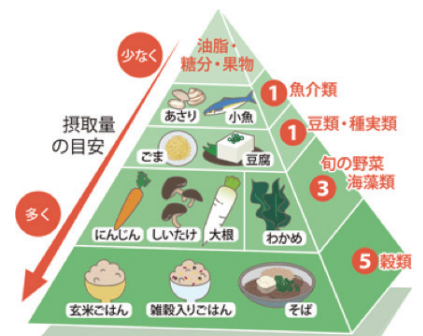 少なく
油脂・
糖分・果物
1 魚介類
あさり
小魚
摂取量
の目安
1 豆類・種実類
ごま
豆腐
3 旬の野菜
海藻類
多く
にんじん
しいたけ
大根
わかめ
5 穀類
玄米ごはん
雑穀入りごはん
そば